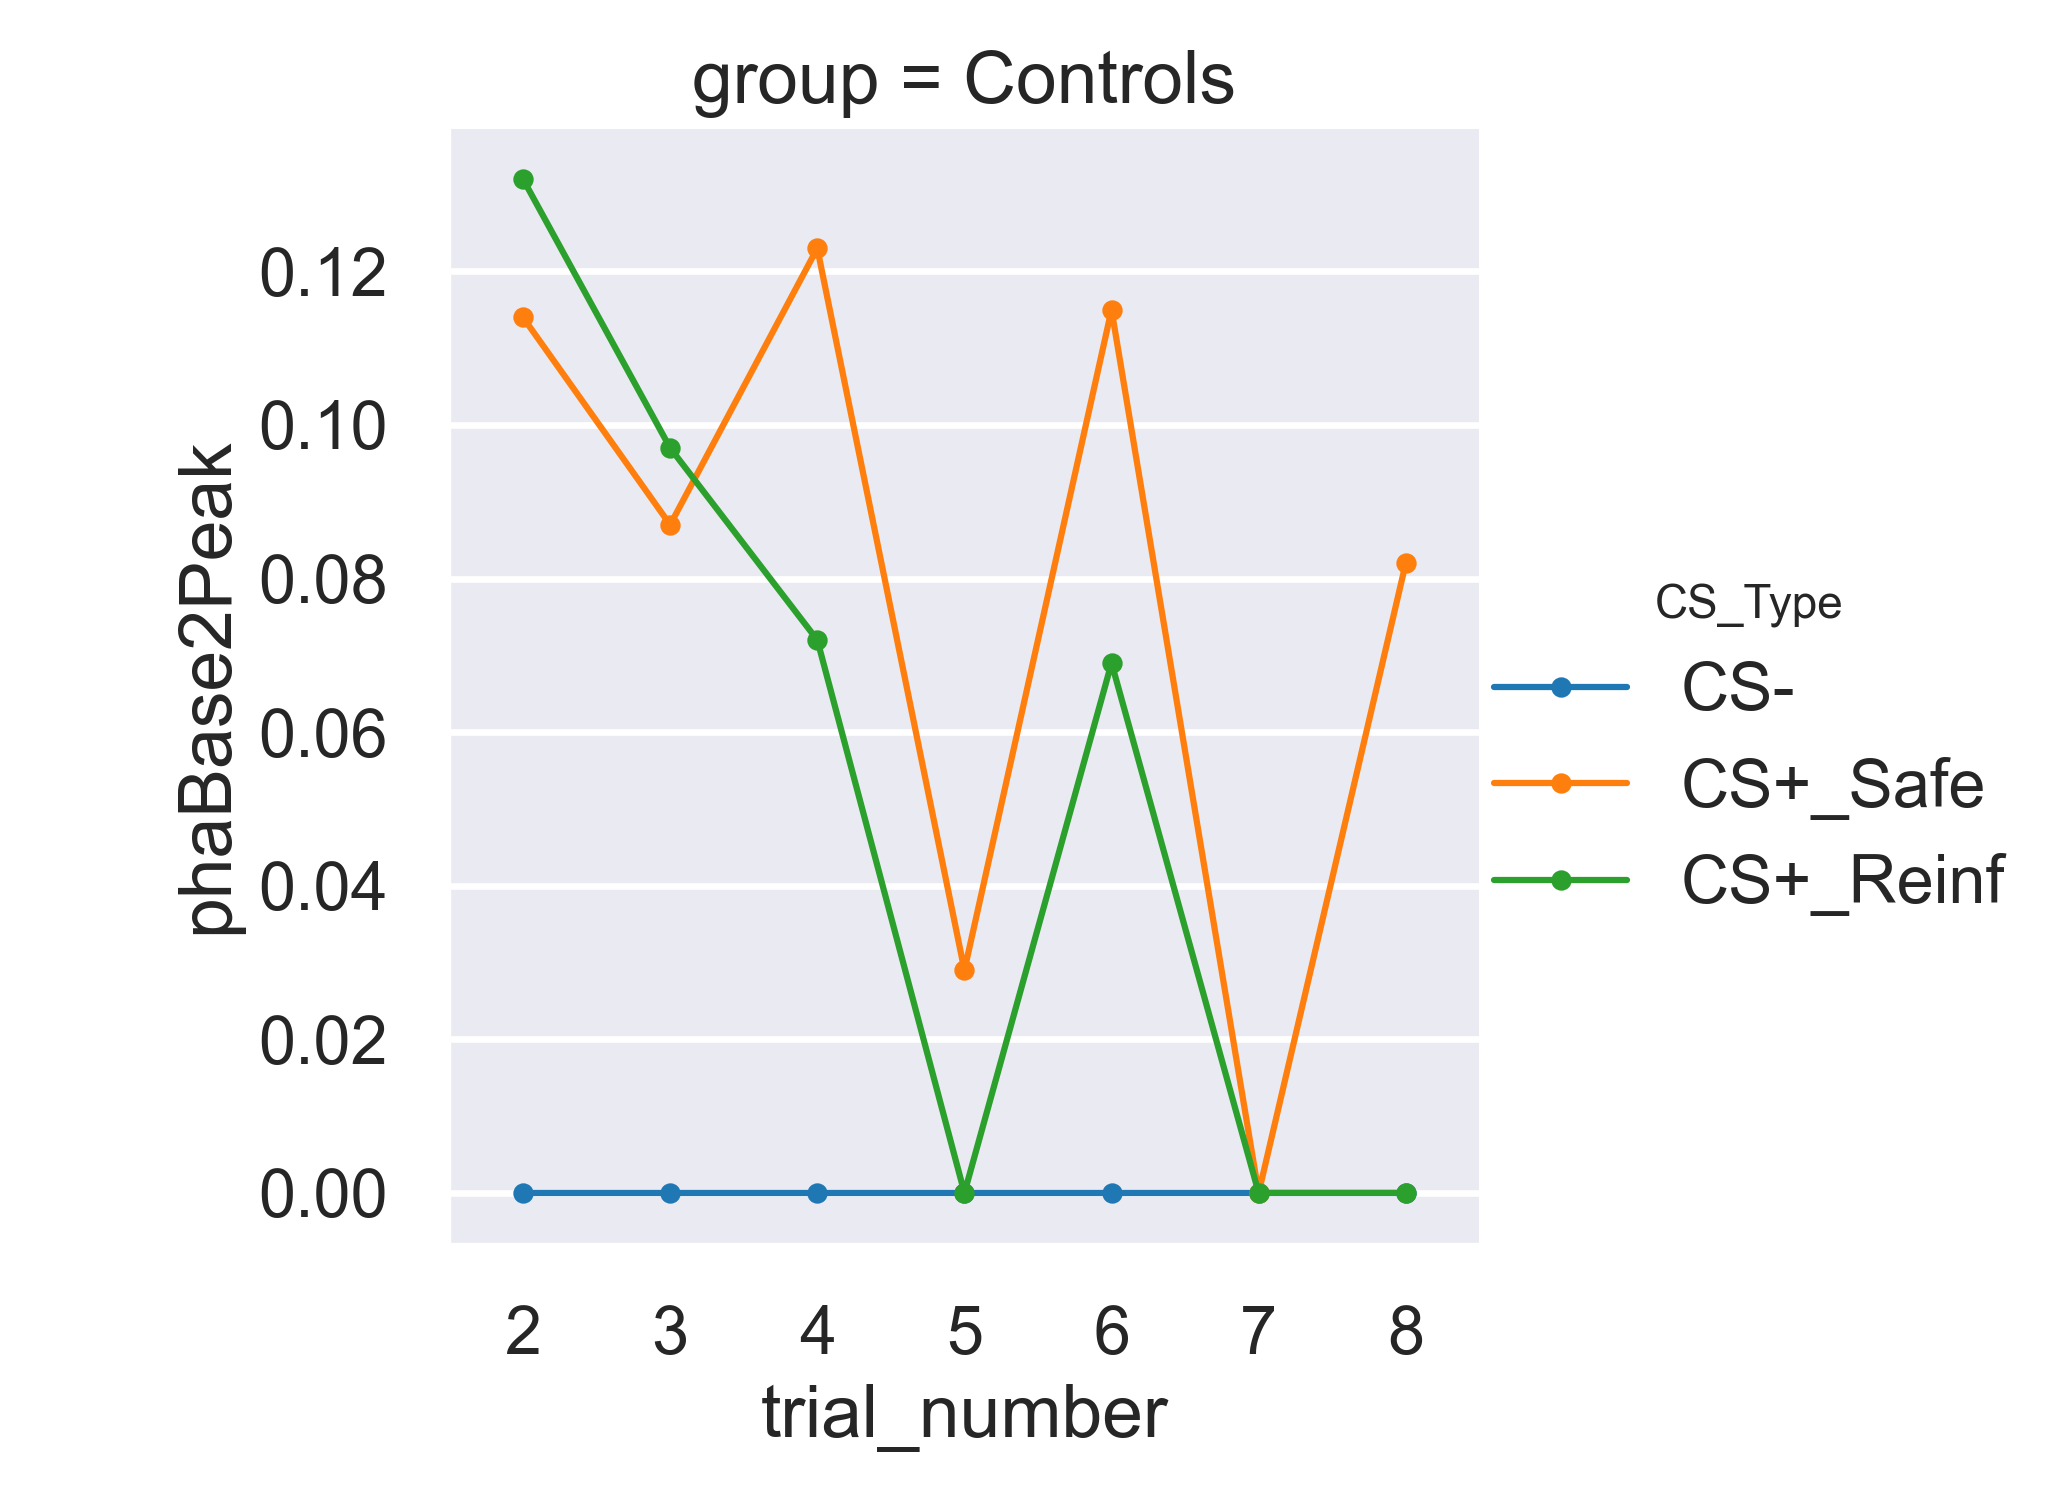 group = Controls
phaBase2Peak
0.12
0.10
0.08
0.06
0.04
0.02
0.00
2 3 4 5 6 7 8
trial_number
CS_Type
CS-
CS+_Safe
CS+_Reinf